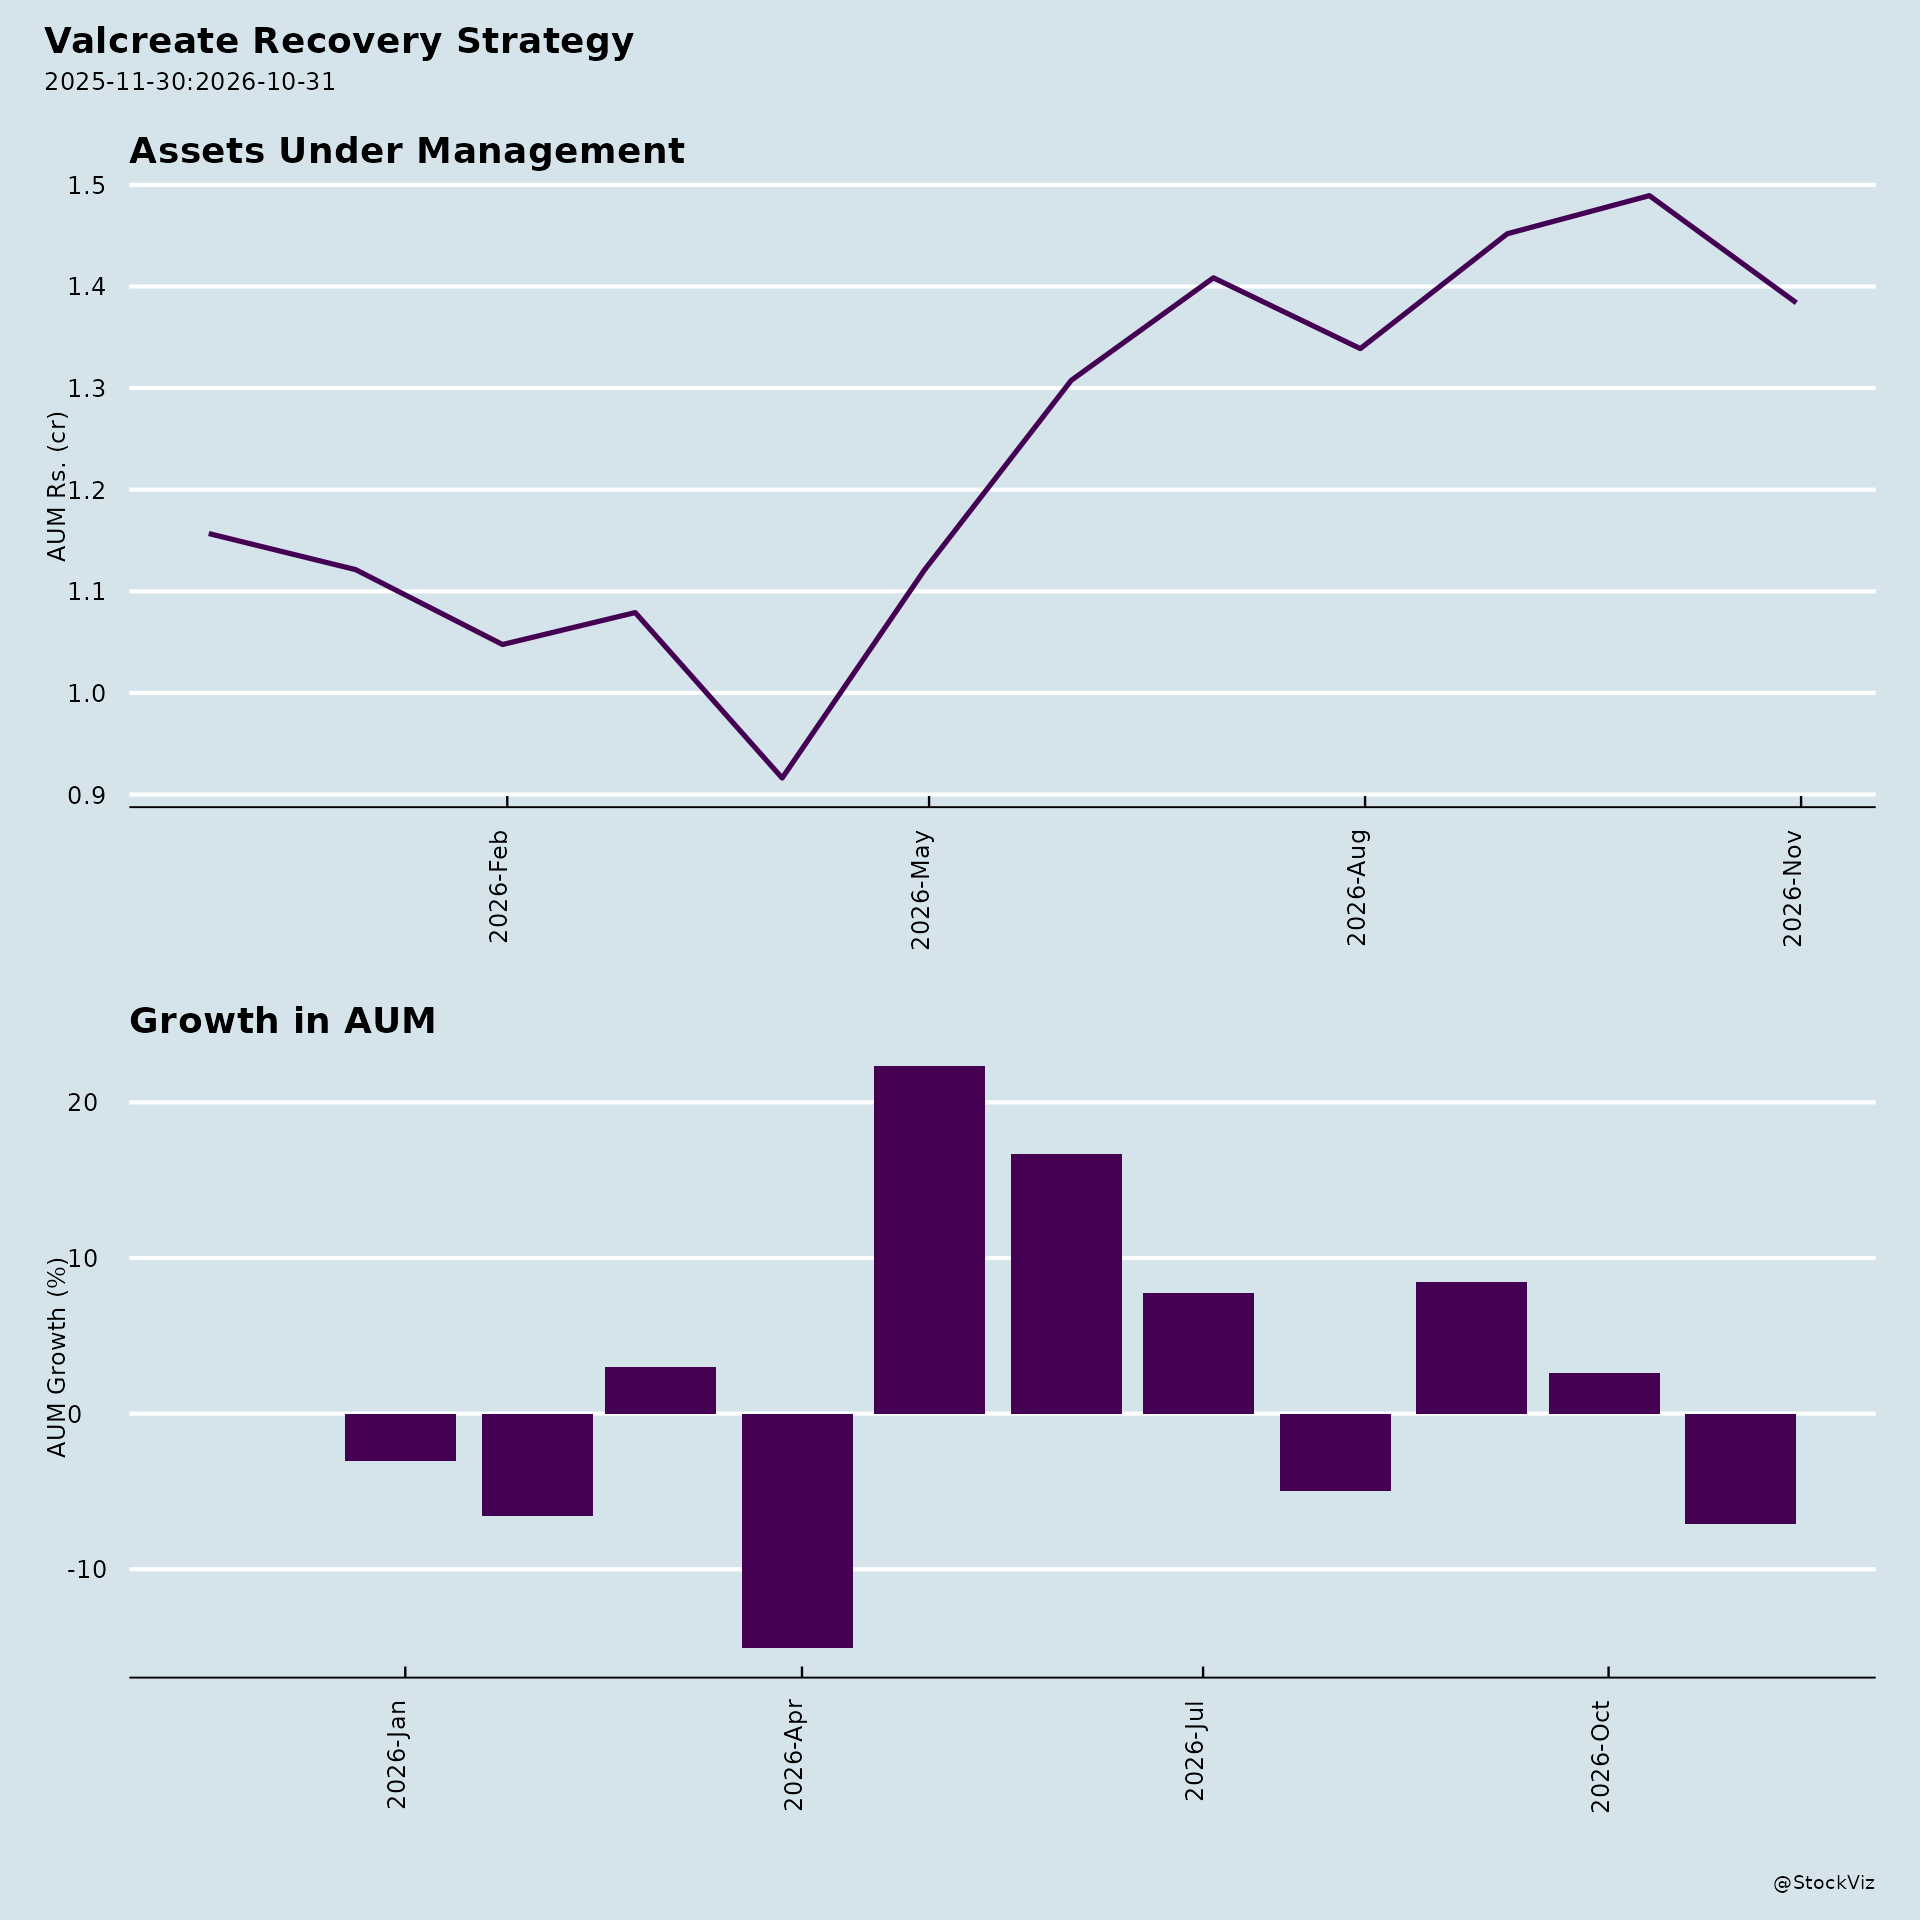 Valcreate Recovery Strategy
2025-11-30:2026-10-31
Assets Under Management
AUM Rs. (cr)
1.5
1.4
1.3
1.2
1.1
1.0
0.9
2026-Feb
2026-May
2026-Aug
2026-Nov
Growth in AUM
AUM Growth (%)
20
10
0
-10
2026-Jan
2026-Apr
2026-Jul
2026-Oct
@StockViz